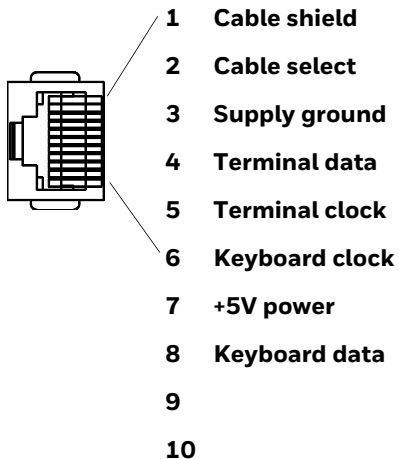 1 Cable shield
2 Cable select
3 Supply ground
4 Terminal data
5 Terminal clock
6 Keyboard clock
7 +5V power
8 Keyboard data
9
10